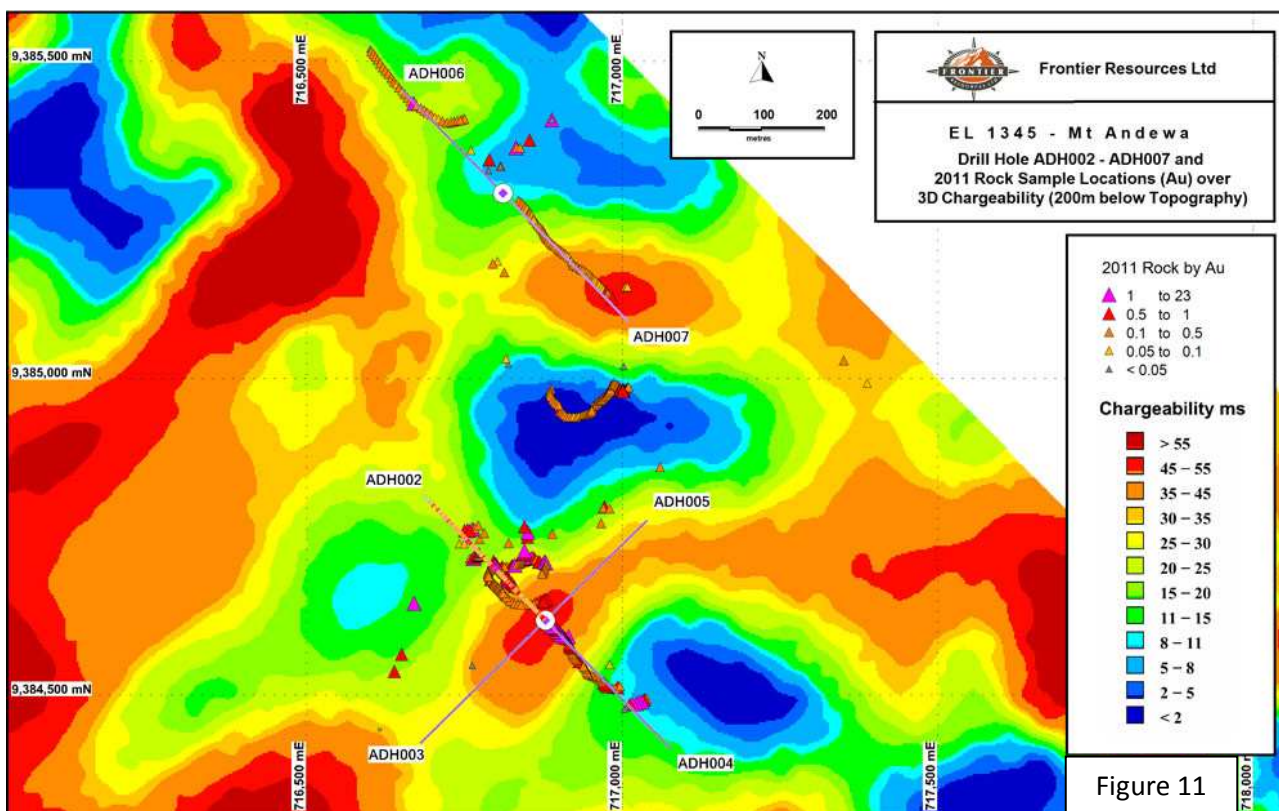 9,385,500 mN
716,500 mE
717,000 mE
ADH006
N
0 100 200
metres
FRONTIER
Frontier Resources Ltd
EL 1345 - Mt Andewa
Drill Hole ADH002 - ADH007 and
2011 Rock Sample Locations (Au) over
3D Chargeability (200m below Topography)
2011 Rock by Au
1 to 23
0.5 to 1
0.1 to 0.5
0.05 to 0.1
< 0.05
Chargeability ms
> 55
45 – 55
35 – 45
30 – 35
25 – 30
20 – 25
15 – 20
11 – 15
8 – 11
5 – 8
2 – 5
< 2
ADH007
9,385,000 mN
ADH002
ADH005
9,384,500 mN
ADH003
ADH004
716,500 mE
717,000 mE
717,500 mE
718,000 m
Figure 11